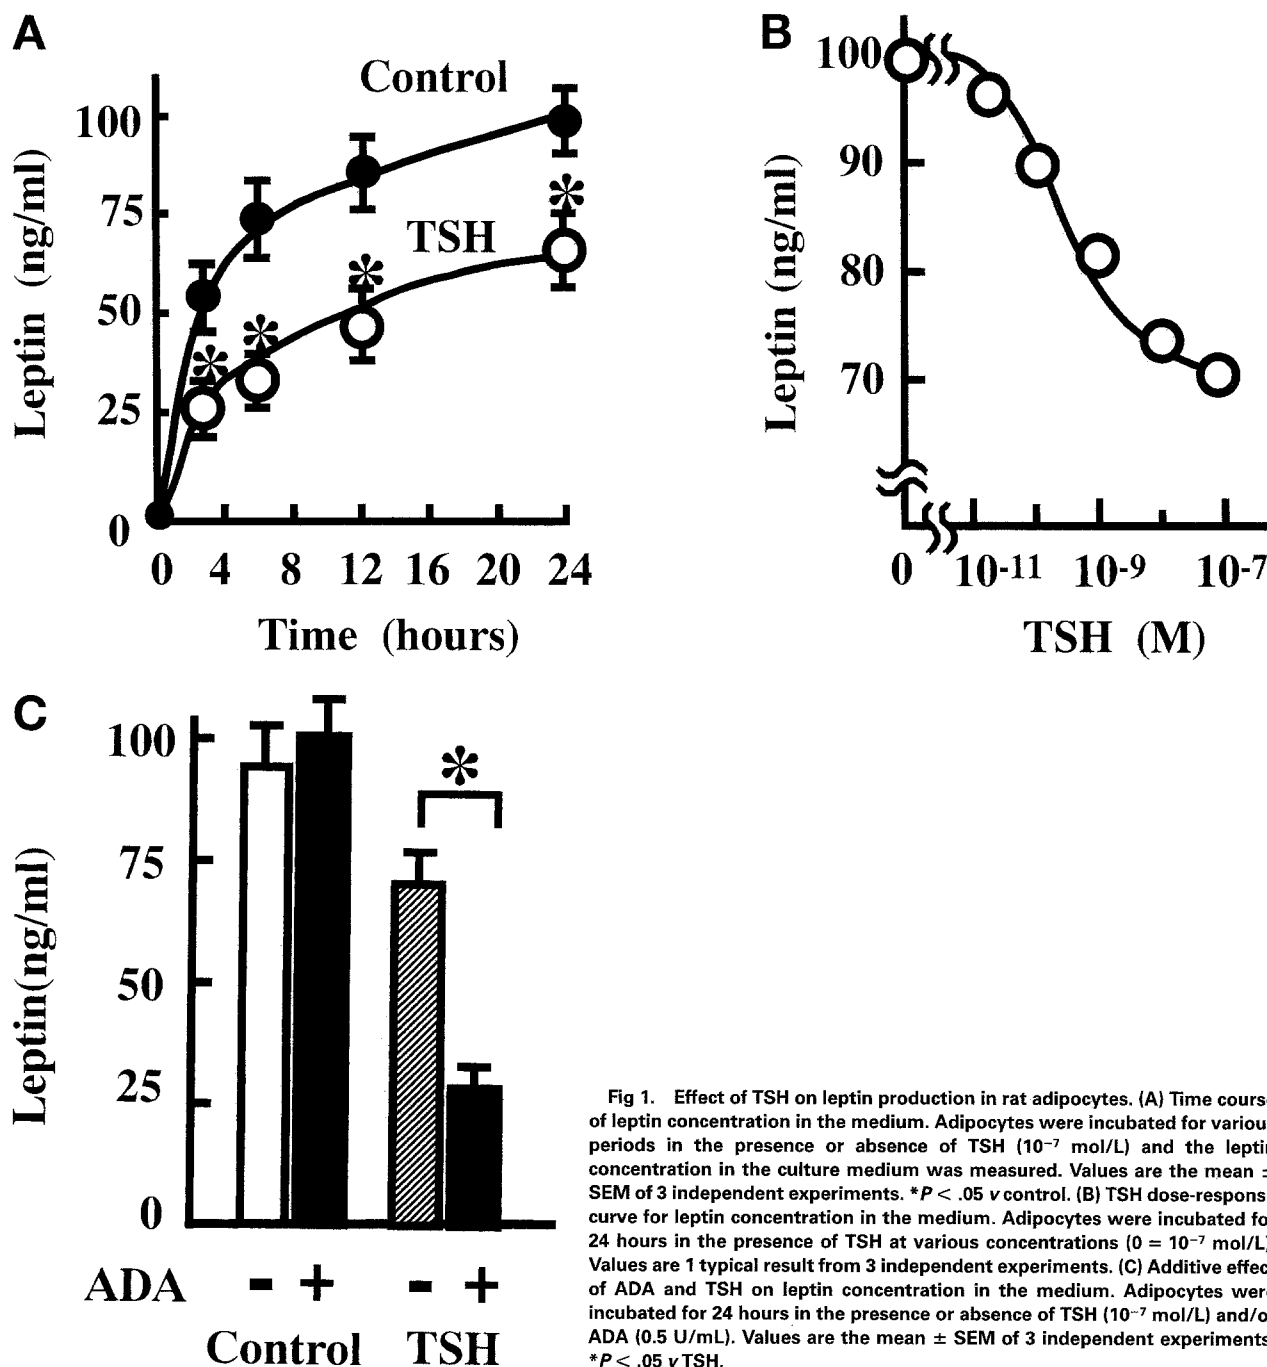 A
Control
TSH
100
75
50
25
0
Leptin (ng/ml)
0 4 8 12 16 20 24
Time (hours)
B
100
90
80
70
Leptin (ng/ml)
0 10-11 10-9 10-7
TSH (M)
C
100
75
50
25
0
Leptin(ng/ml)
*
ADA - + - +
Control TSH
Fig 1. Effect of TSH on leptin production in rat adipocytes. (A) Time cours
of leptin concentration in the medium. Adipocytes were incubated for variou
periods in the presence or absence of TSH (10⁻⁷ mol/L) and the leptin
concentration in the culture medium was measured. Values are the mean ±
SEM of 3 independent experiments. *P < .05 v control. (B) TSH dose-respons
curve for leptin concentration in the medium. Adipocytes were incubated fo
24 hours in the presence of TSH at various concentrations (0 = 10⁻⁷ mol/L)
Values are 1 typical result from 3 independent experiments. (C) Additive effec
of ADA and TSH on leptin concentration in the medium. Adipocytes were
incubated for 24 hours in the presence or absence of TSH (10⁻⁷ mol/L) and/o
ADA (0.5 U/mL). Values are the mean ± SEM of 3 independent experiments
*P < .05 v TSH.